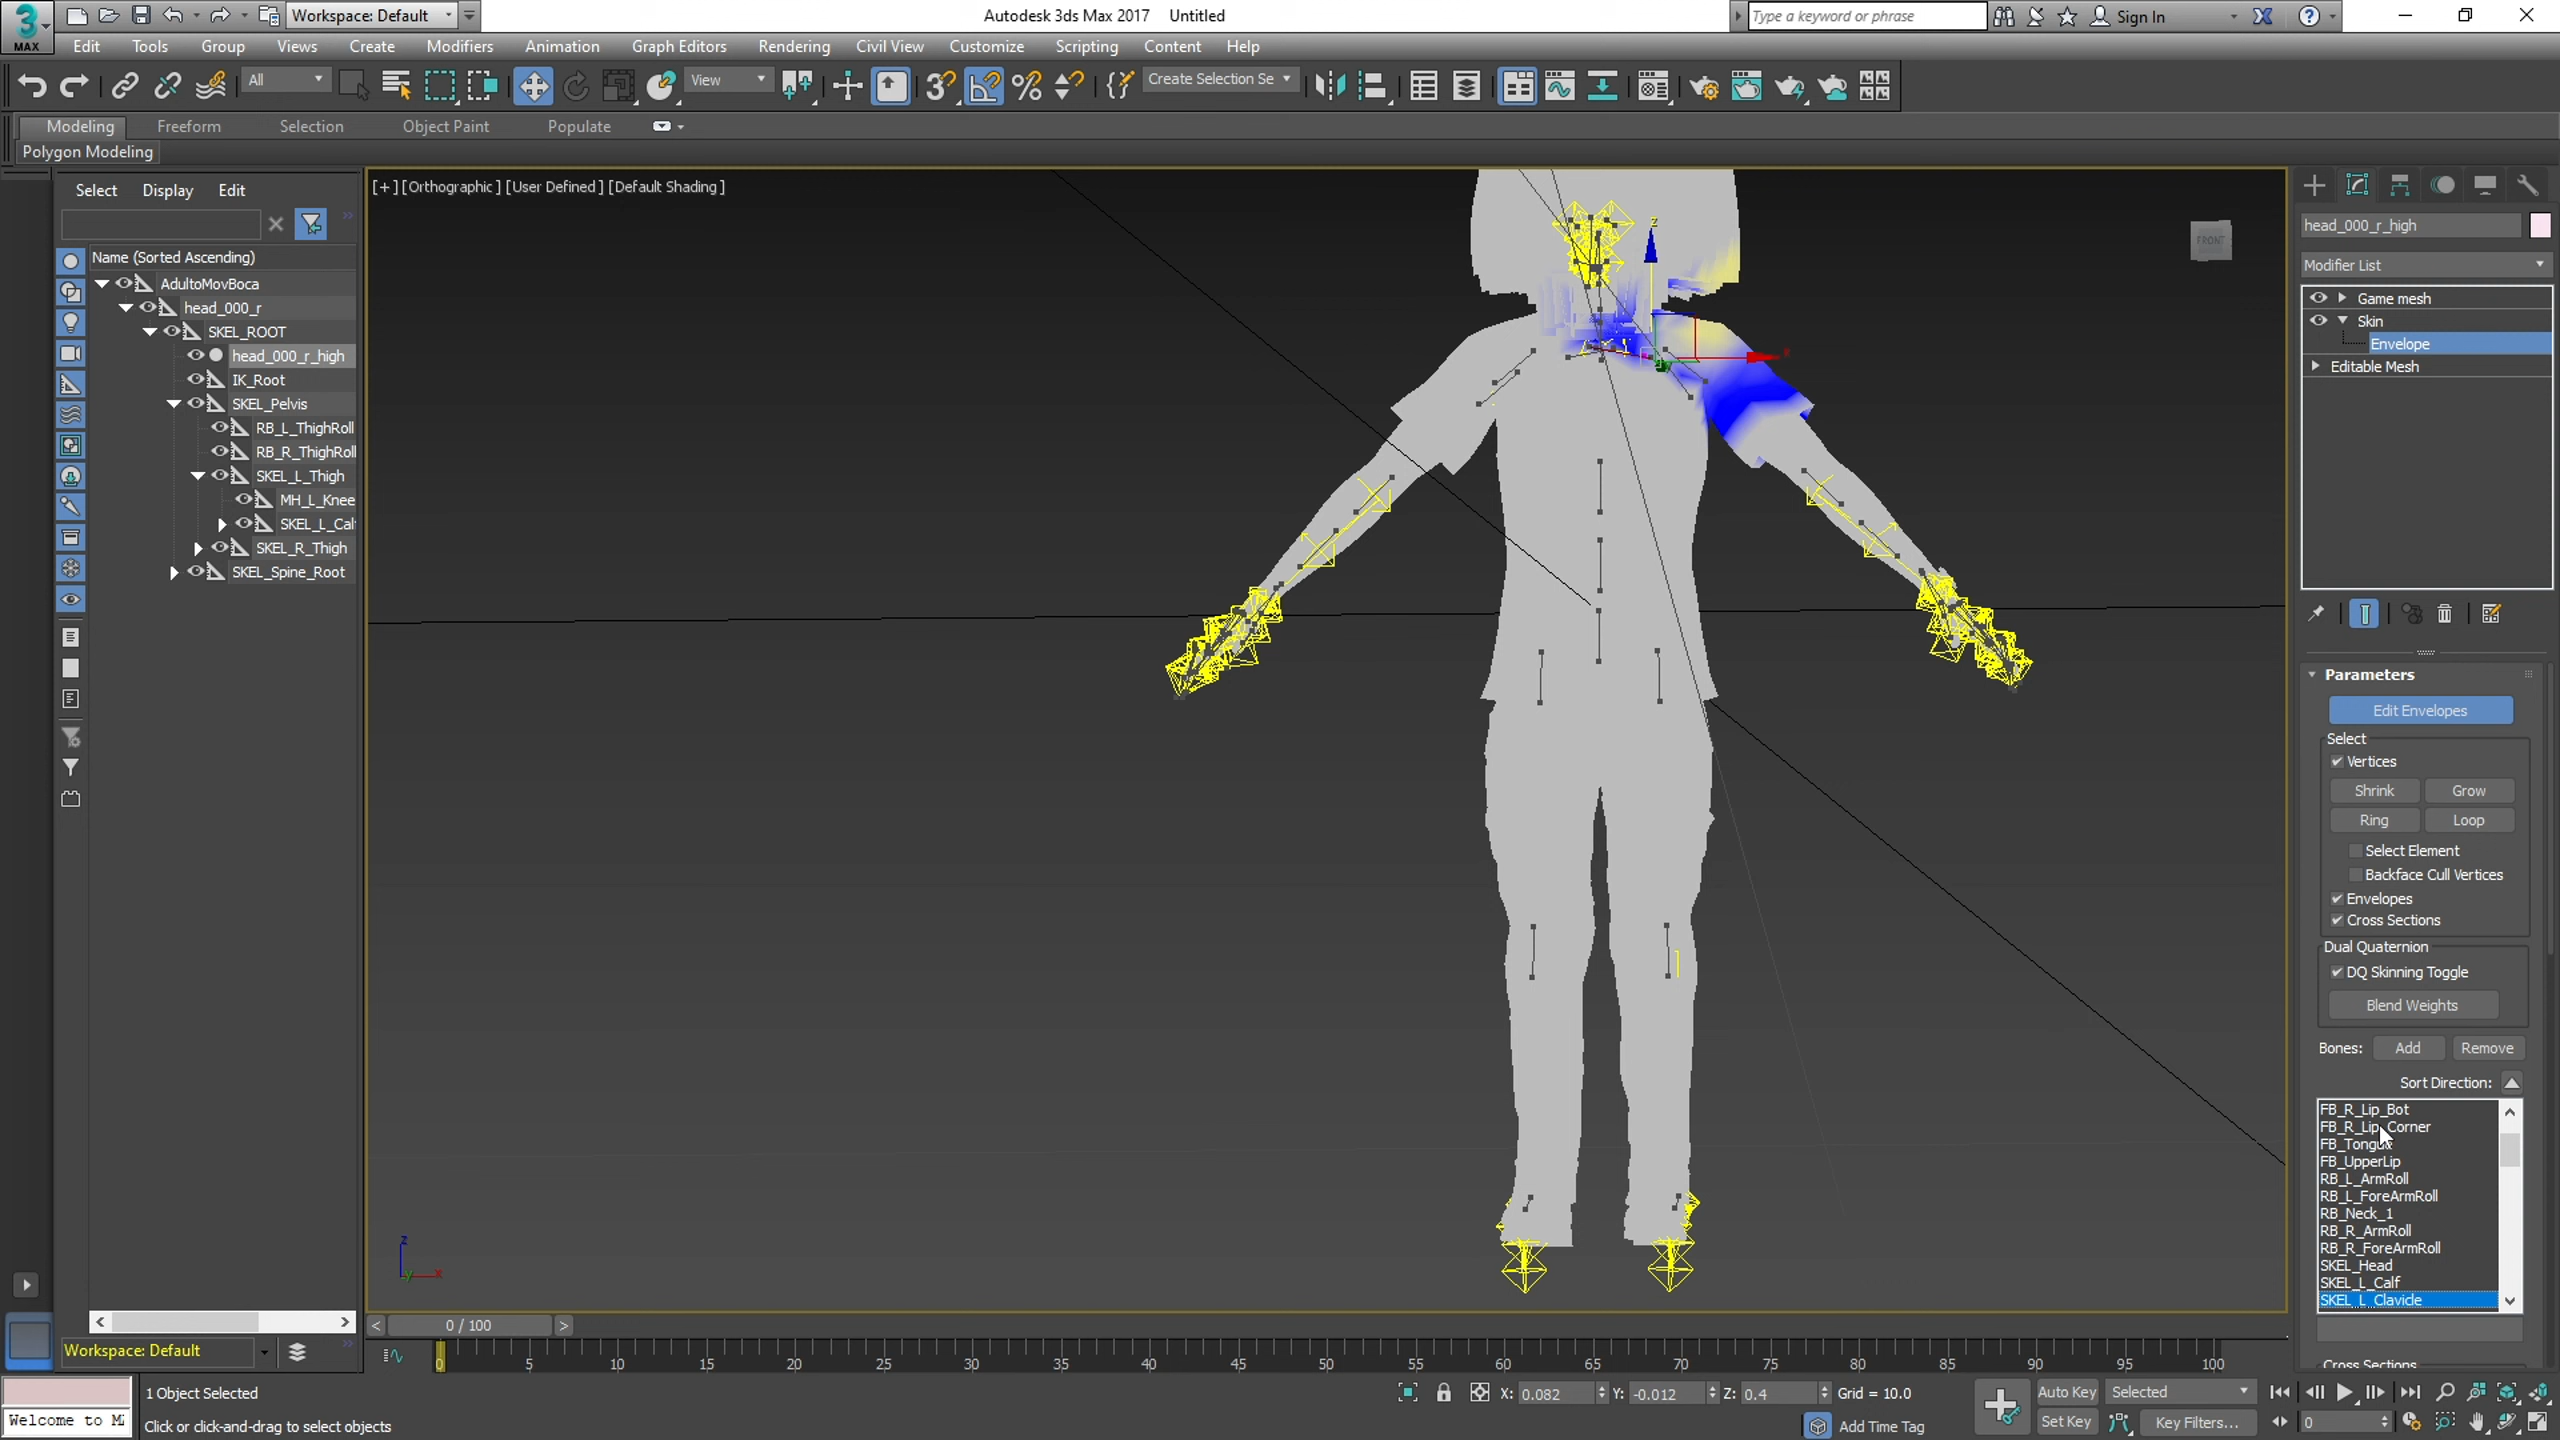 Workspace: Default
Autodesk 3ds Max 2017 Untitled
Type a keyword or phrase
Sign In
MAX
Edit Tools Group Views Create Modifiers Animation Graph Editors Rendering Civil View Customize Scripting Content Help
All
View
Create Selection Se
Modeling Freeform Selection Object Paint Populate
Polygon Modeling
Select Display Edit
Name (Sorted Ascending)
AdultoMovBoca
head_000_r
SKEL_ROOT
head_000_r_high
IK_Root
SKEL_Pelvis
RB_L_ThighRoll
RB_R_ThighRoll
SKEL_L_Thigh
MH_L_Knee
SKEL_L_Cal
SKEL_R_Thigh
SKEL_Spine_Root
Workspace: Default
[+] [Orthographic] [User Defined] [Default Shading]
FRONT
z
x
z
y
x
head_000_r_high
Modifier List
Game mesh
Skin
Envelope
Editable Mesh
Parameters
Edit Envelopes
Select
Vertices
Shrink Grow
Ring Loop
Select Element
Backface Cull Vertices
Envelopes
Cross Sections
Dual Quaternion
DQ Skinning Toggle
Blend Weights
Bones: Add Remove
Sort Direction:
FB_R_Lip_Bot
FB_R_Lip_Corner
FB_Tongue
FB_UpperLip
RB_L_ArmRoll
RB_L_ForeArmRoll
RB_Neck_1
RB_R_ArmRoll
RB_R_ForeArmRoll
SKEL_Head
SKEL_L_Calf
SKEL_L_Clavicle
Cross Sections
< 0 / 100 >
0 5 10 15 20 25 30 35 40 45 50 55 60 65 70 75 80 85 90 95 100
1 Object Selected
X: 0.082 Y: -0.012 Z: 0.4 Grid = 10.0
Auto Key Selected
Welcome to M
Click or click-and-drag to select objects
Add Time Tag
Set Key Key Filters...
0